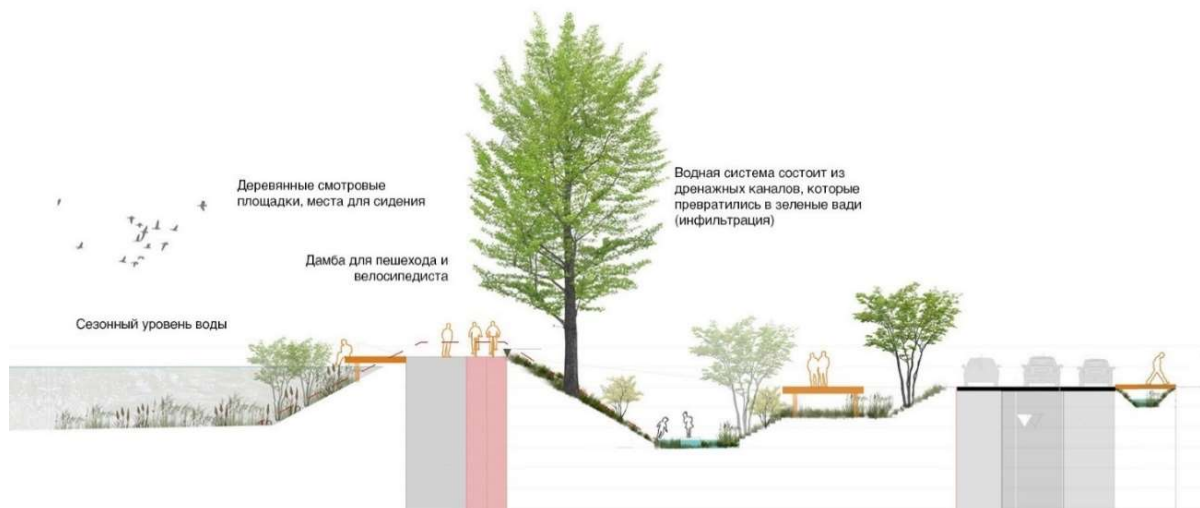 Деревянные смотровые
площадки, места для сидения
Дамба для пешехода и
велосипедиста
Сезонный уровень воды
Водная система состоит из
дренажных каналов, которые
превратились в зеленые вади
(инфильтрация)